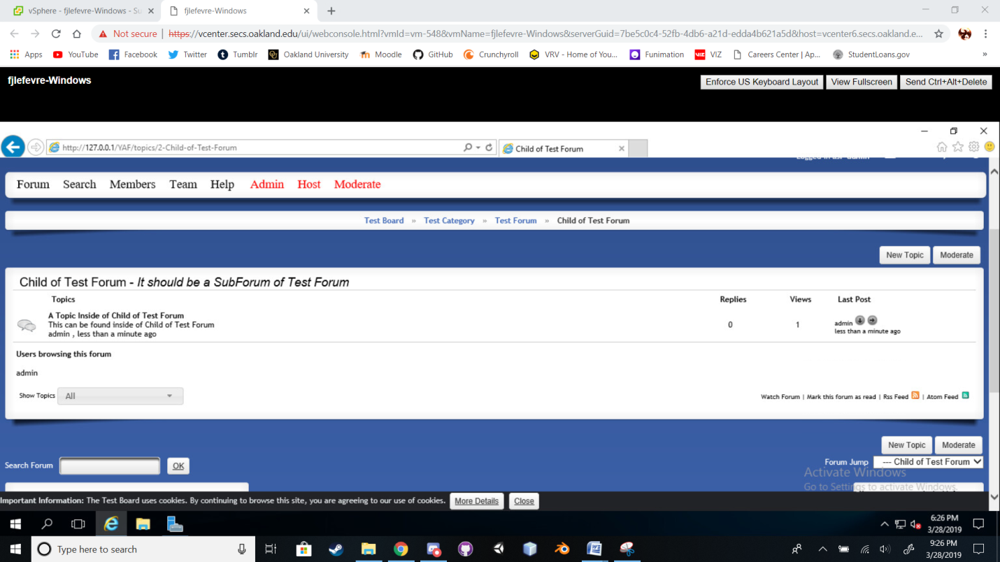 vSphere - fjlefevre-Windows - Su
fjlefevre-Windows
Not secure | https://vcenter.secs.oakland.edu/ui/webconsole.html?vmId=vm-548&vmName=fjlefevre-Windows&serverGuid=7be5c0c4-52fb-4db6-a21d-edda4b621a5d&host=vcenter6.secs.oakland.e...
Apps YouTube Facebook Twitter Tumblr Oakland University Moodle GitHub Crunchyroll VRV - Home of You... Funimation VIZ Careers Center | Ap... StudentLoans.gov »
fjlefevre-Windows
Enforce US Keyboard Layout View Fullscreen Send Ctrl+Alt+Delete
http://127.0.0.1/YAF/topics/2-Child-of-Test-Forum
Child of Test Forum
Forum Search Members Team Help Admin Host Moderate
Test Board » Test Category » Test Forum » Child of Test Forum
New Topic Moderate
Child of Test Forum - It should be a SubForum of Test Forum
Topics Replies Views Last Post
A Topic Inside of Child of Test Forum
This can be found inside of Child of Test Forum
admin , less than a minute ago
0 1
admin
less than a minute ago
Users browsing this forum
admin
Show Topics All
Watch Forum | Mark this forum as read | Rss Feed | Atom Feed
New Topic Moderate
Search Forum OK
Forum Jump --- Child of Test Forum
Activate Windows
Go to Settings to activate Windows.
Important Information: The Test Board uses cookies. By continuing to browse this site, you are agreeing to our use of cookies. More Details Close
6:26 PM
3/28/2019
Type here to search
9:26 PM
3/28/2019